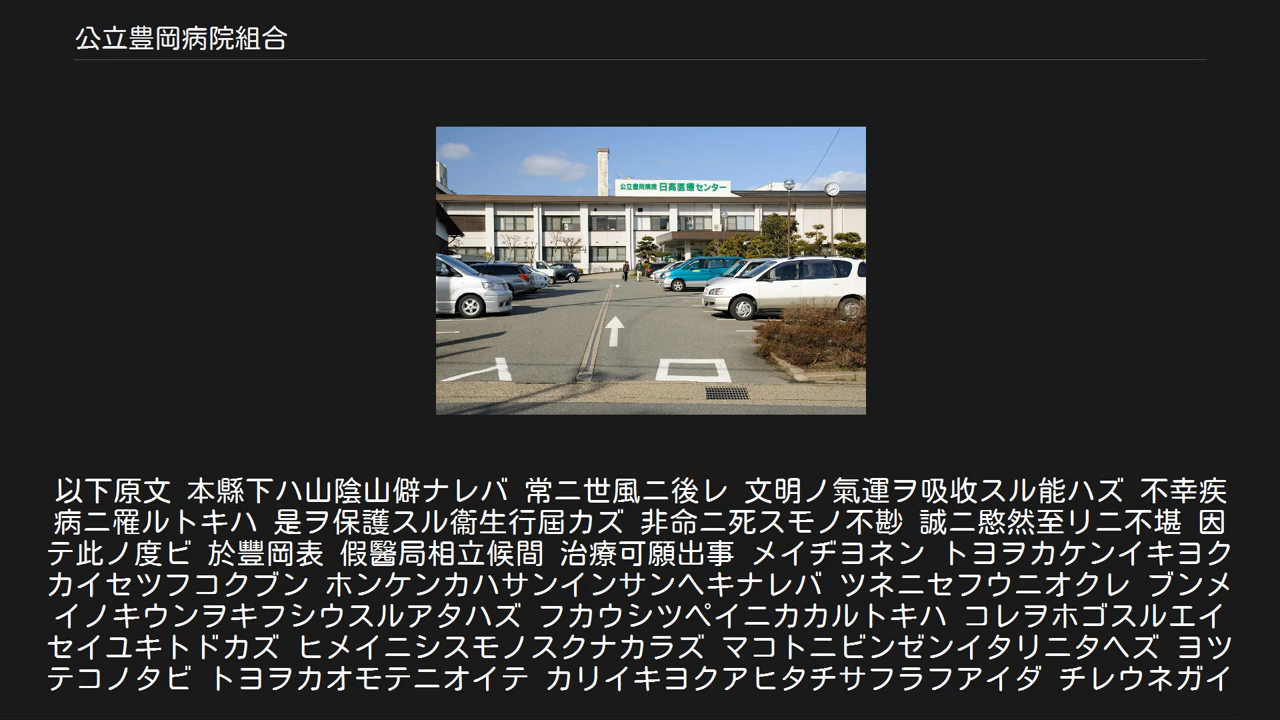 公立豊岡病院組合
公立豊岡病院 日高医療センター
以下原文 本縣下ハ山陰山僻ナレバ 常ニ世風ニ後レ 文明ノ氣運ヲ吸收スル能ハズ 不幸疾
病ニ罹ルトキハ 是ヲ保護スル衞生行屆カズ 非命ニ死スモノ不尠 誠ニ愍然至リニ不堪 因
テ此ノ度ビ 於豐岡表 假醫局相立候間 治療可願出事 メイヂヨネン トヨヲカケンイキヨク
カイセツフコクブン ホンケンカハサンインサンヘキナレバ ツネニセフウニオクレ ブンメ
イノキウンヲキフシウスルアタハズ フカウシツペイニカカルトキハ コレヲホゴスルエイ
セイユキトドカズ ヒメイニシスモノスクナカラズ マコトニビンゼンイタリニタヘズ ヨツ
テコノタビ トヨヲカオモテニオイテ カリイキヨクアヒタチサフラフアイダ チレウネガイ